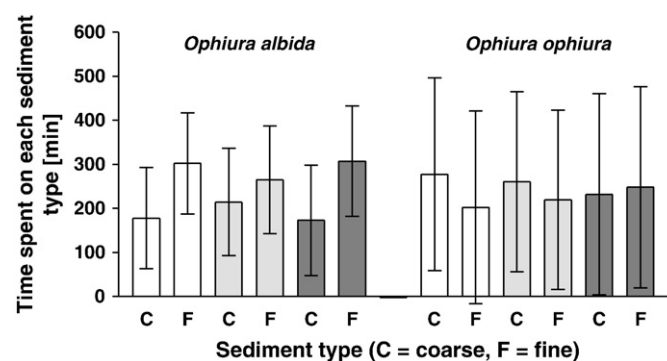 Time spent on each sediment
type [min]
600
500
400
300
200
100
0
Ophiura albida
Ophiura ophiura
C F C F C F C F C F C F
Sediment type (C = coarse, F = fine)